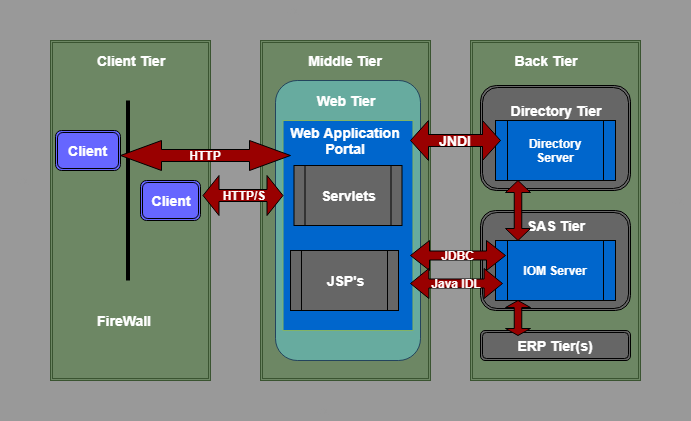 Client Tier
Middle Tier
Back Tier
Web Tier
Directory Tier
Web Application
Portal
Client
HTTP
JNDI
Directory
Server
Client
HTTP/S
Servlets
SAS Tier
JDBC
IOM Server
JSP's
Java IDL
FireWall
ERP Tier(s)